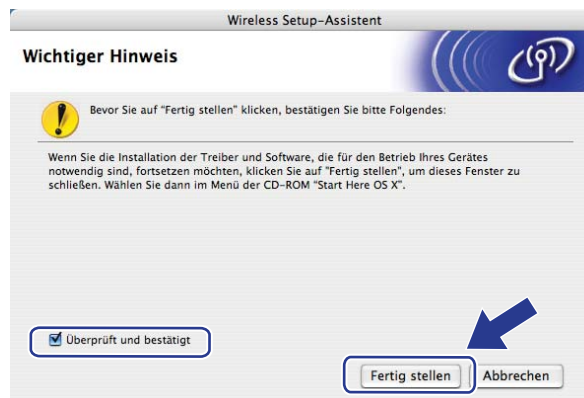 Wireless Setup-Assistent
Wichtiger Hinweis
Bevor Sie auf "Fertig stellen" klicken, bestätigen Sie bitte Folgendes:
Wenn Sie die Installation der Treiber und Software, die für den Betrieb Ihres Gerätes
notwendig sind, fortsetzen möchten, klicken Sie auf "Fertig stellen", um dieses Fenster zu
schließen. Wählen Sie dann im Menü der CD-ROM "Start Here OS X".
Überprüft und bestätigt
Fertig stellen
Abbrechen